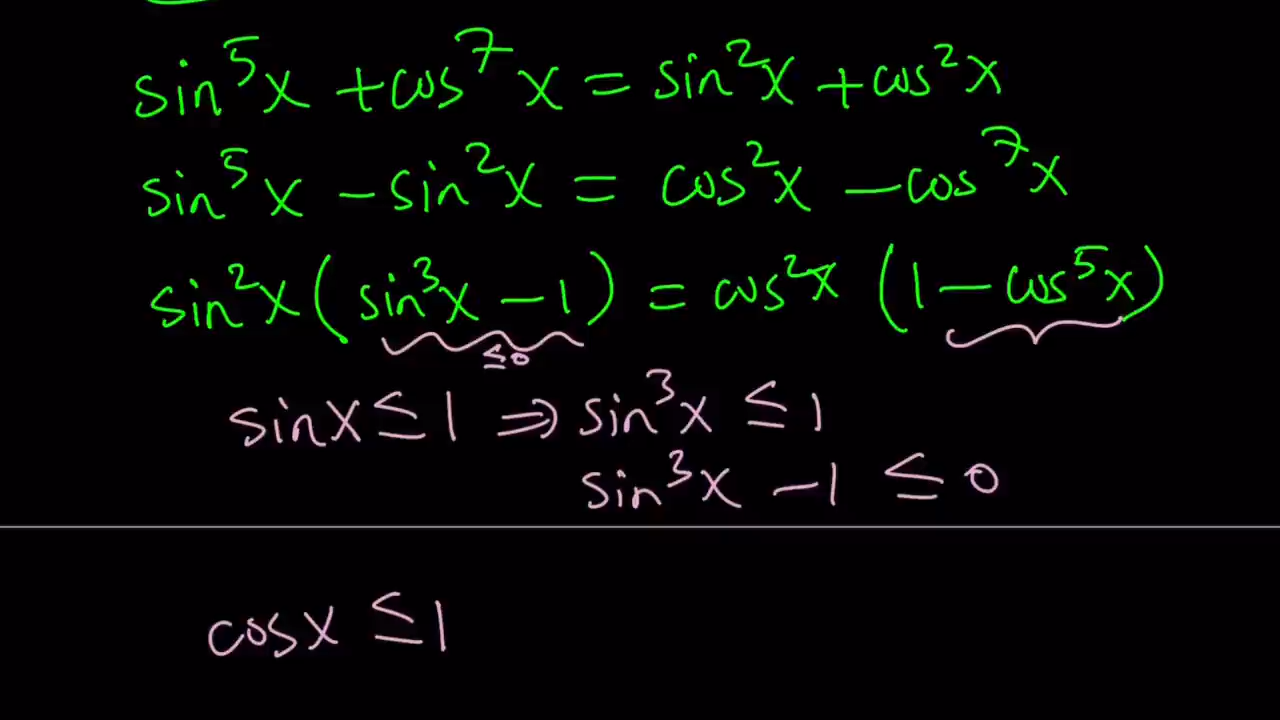 sin⁵x + cos⁷x = sin²x + cos²x
sin⁵x − sin²x = cos²x − cos⁷x
sin²x (sin³x − 1) = cos²x (1 − cos⁵x)
≤ 0
sinx ≤ 1 ⇒ sin³x ≤ 1
sin³x − 1 ≤ 0
cosx ≤ 1